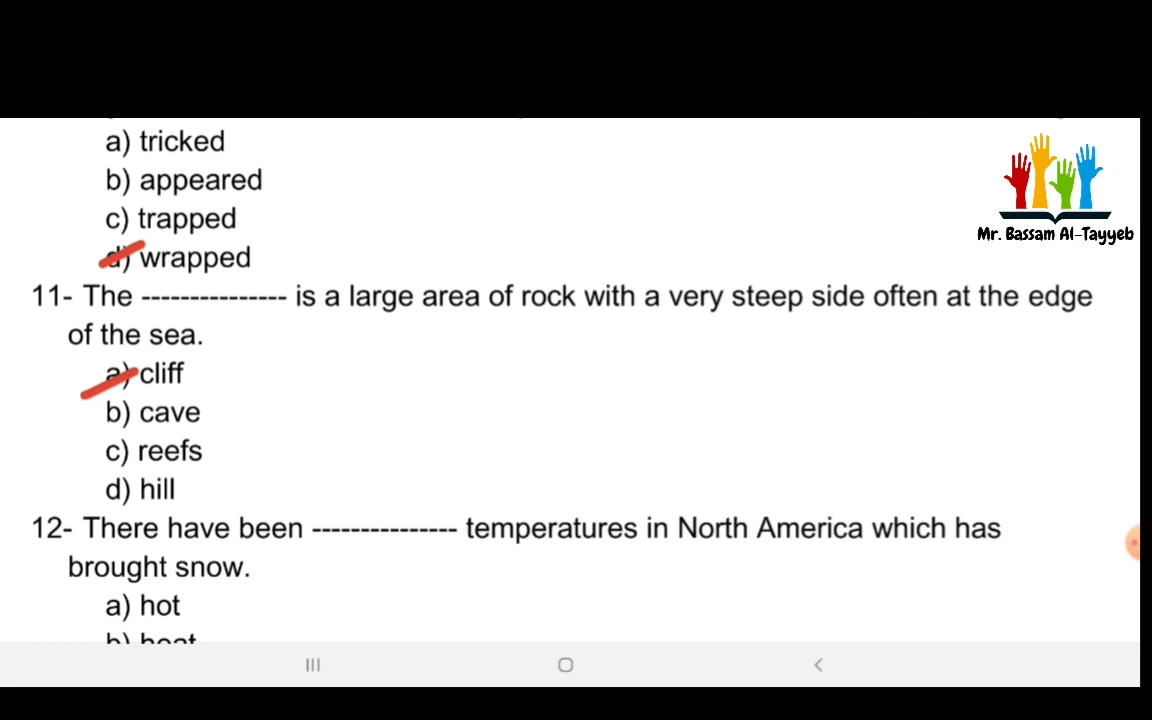 a) tricked
b) appeared
c) trapped
d) wrapped
11- The --------------- is a large area of rock with a very steep side often at the edge
of the sea.
a) cliff
b) cave
c) reefs
d) hill
12- There have been --------------- temperatures in North America which has
brought snow.
a) hot
b) heat
Mr. Bassam Al-Tayyeb